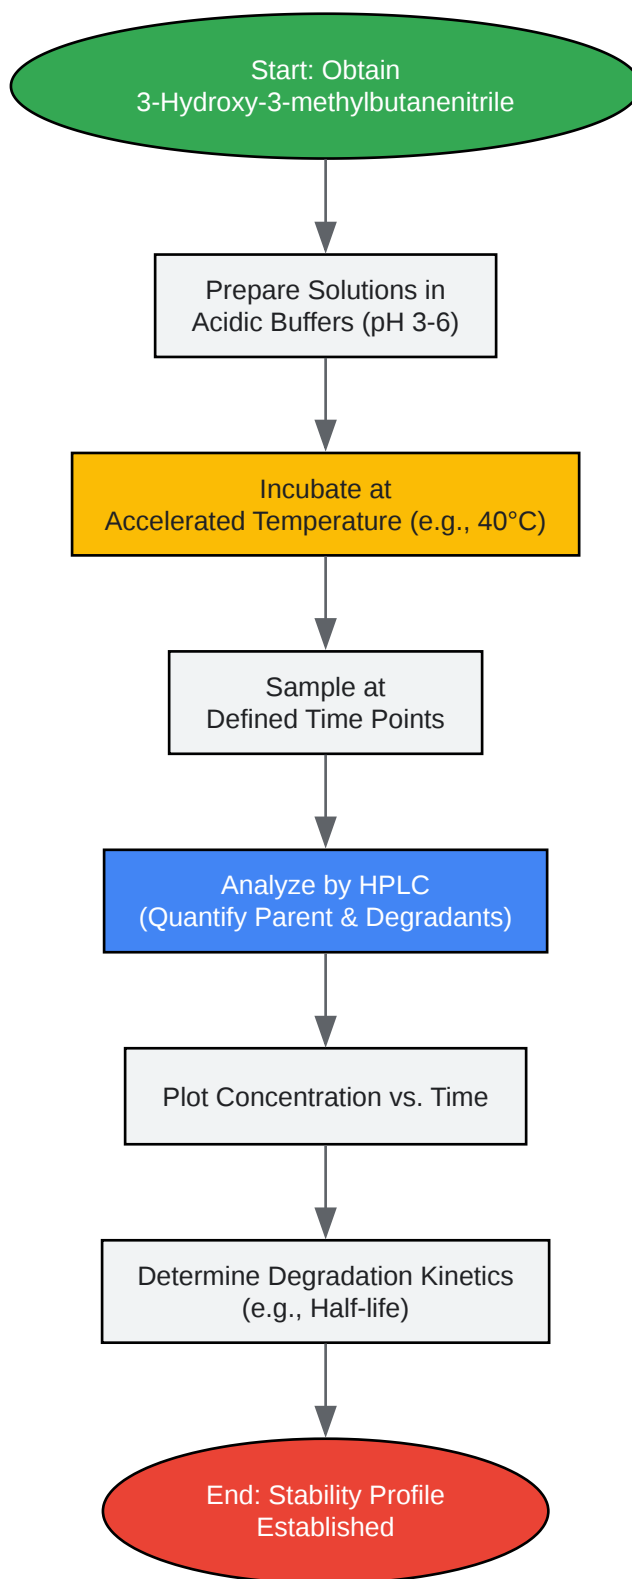 Start: Obtain
3-Hydroxy-3-methylbutanenitrile
Prepare Solutions in
Acidic Buffers (pH 3-6)
Incubate at
Accelerated Temperature (e.g., 40°C)
Sample at
Defined Time Points
Analyze by HPLC
(Quantify Parent & Degradants)
Plot Concentration vs. Time
Determine Degradation Kinetics
(e.g., Half-life)
End: Stability Profile
Established